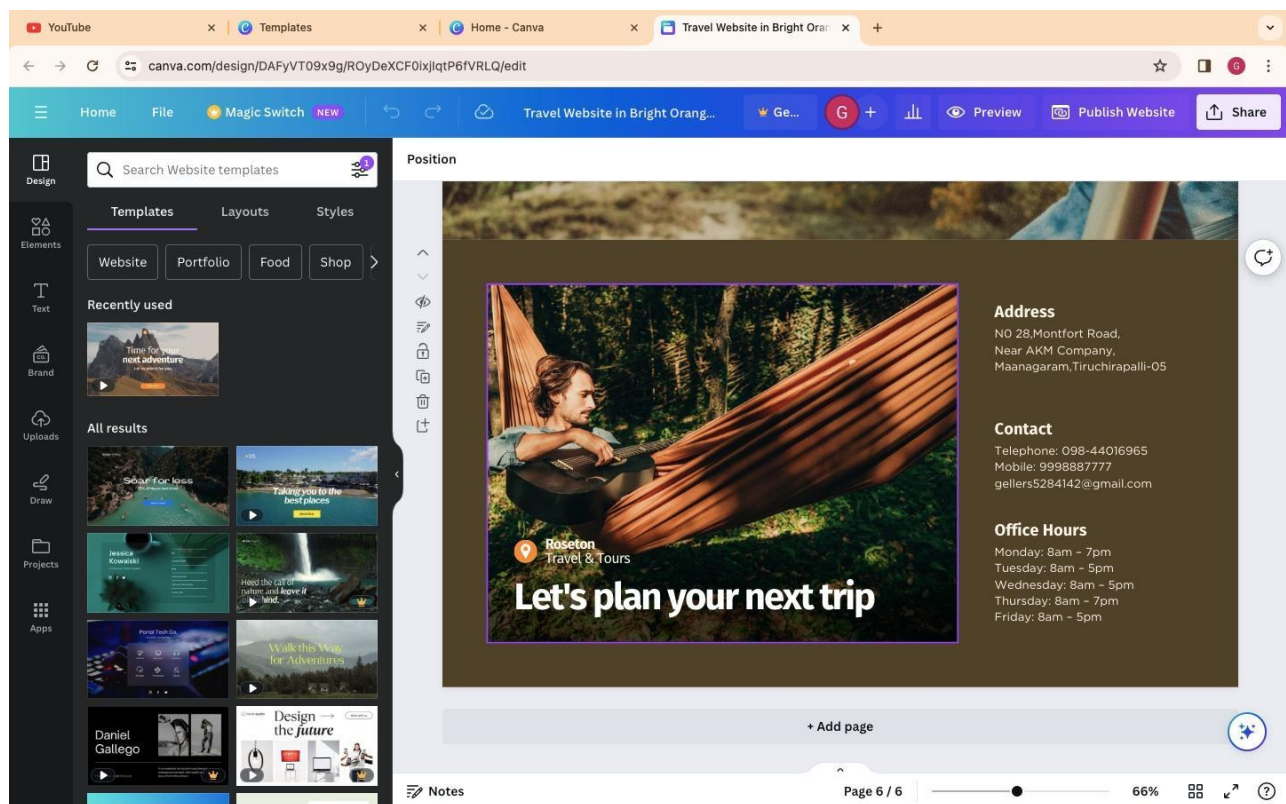 YouTube
Templates
Home - Canva
Travel Website in Bright Oran
canva.com/design/DAFyVT09x9g/ROyDeXCF0ixjlqtP6fVRLQ/edit
G
Home
File
Magic Switch NEW
Travel Website in Bright Orang...
Ge...
G
+
Preview
Publish Website
Share
Design
Elements
Text
Brand
Uploads
Draw
Projects
Apps
Search Website templates
1
Templates
Layouts
Styles
Website
Portfolio
Food
Shop
Recently used
Time for your
next adventure
All results
Soar for less
Taking you to the
best places
Jessica
Kowalski
Heed the call of
nature and leave it
all behind.
Portal Tech Co.
Walk this Way
for Adventures
Daniel
Gallego
Design
the future
Position
Roseton
Travel & Tours
Let's plan your next trip
Address
N0 28,Montfort Road,
Near AKM Company,
Maanagaram,Tiruchirapalli-05
Contact
Telephone: 098-44016965
Mobile: 9998887777
gellers5284142@gmail.com
Office Hours
Monday: 8am – 7pm
Tuesday: 8am – 5pm
Wednesday: 8am – 5pm
Thursday: 8am – 7pm
Friday: 8am – 5pm
+ Add page
Notes
Page 6 / 6
66%